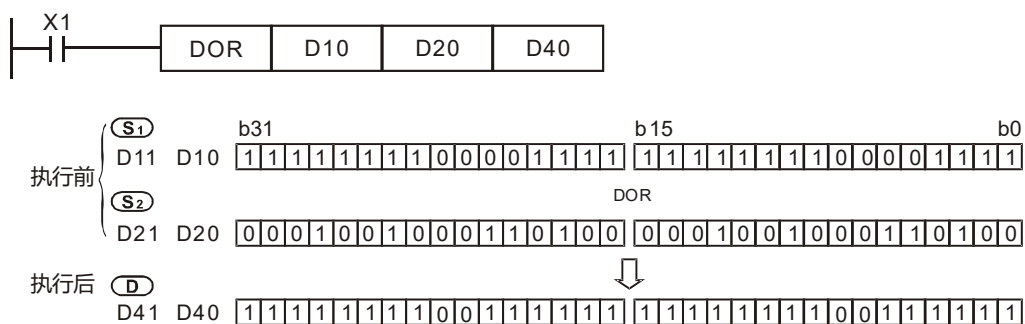 X1
DOR D10 D20 D40
S1 b31 b15 b0
D11 D10 1 1 1 1 1 1 1 1 0 0 0 0 1 1 1 1 1 1 1 1 1 1 1 1 0 0 0 0 1 1 1 1
执行前
S2 DOR
D21 D20 0 0 0 1 0 0 1 0 0 0 1 1 0 1 0 0 0 0 0 1 0 0 1 0 0 0 1 1 0 1 0 0
执行后 D
D41 D40 1 1 1 1 1 1 1 1 0 0 1 1 1 1 1 1 1 1 1 1 1 1 1 1 0 0 1 1 1 1 1 1